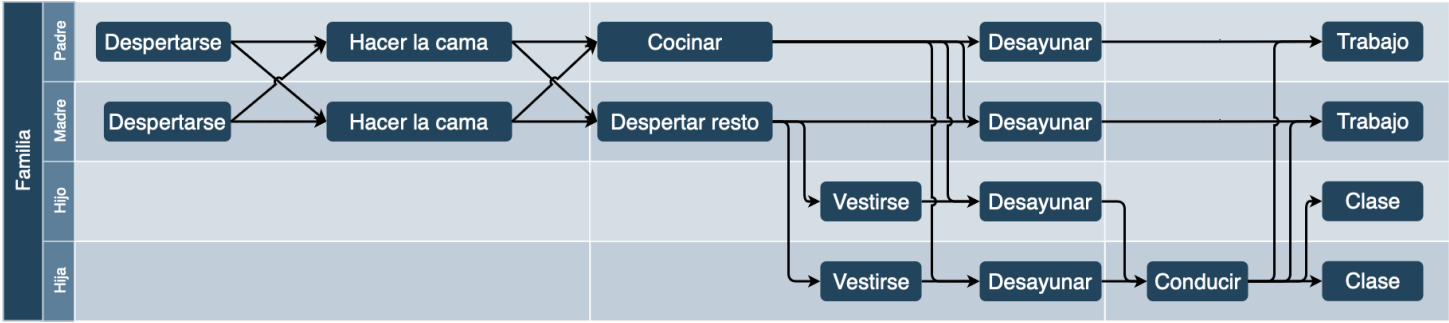 Familia
Padre
Despertarse
Hacer la cama
Cocinar
Desayunar
Trabajo
Madre
Despertarse
Hacer la cama
Despertar resto
Desayunar
Trabajo
Hijo
Vestirse
Desayunar
Clase
Hija
Vestirse
Desayunar
Conducir
Clase